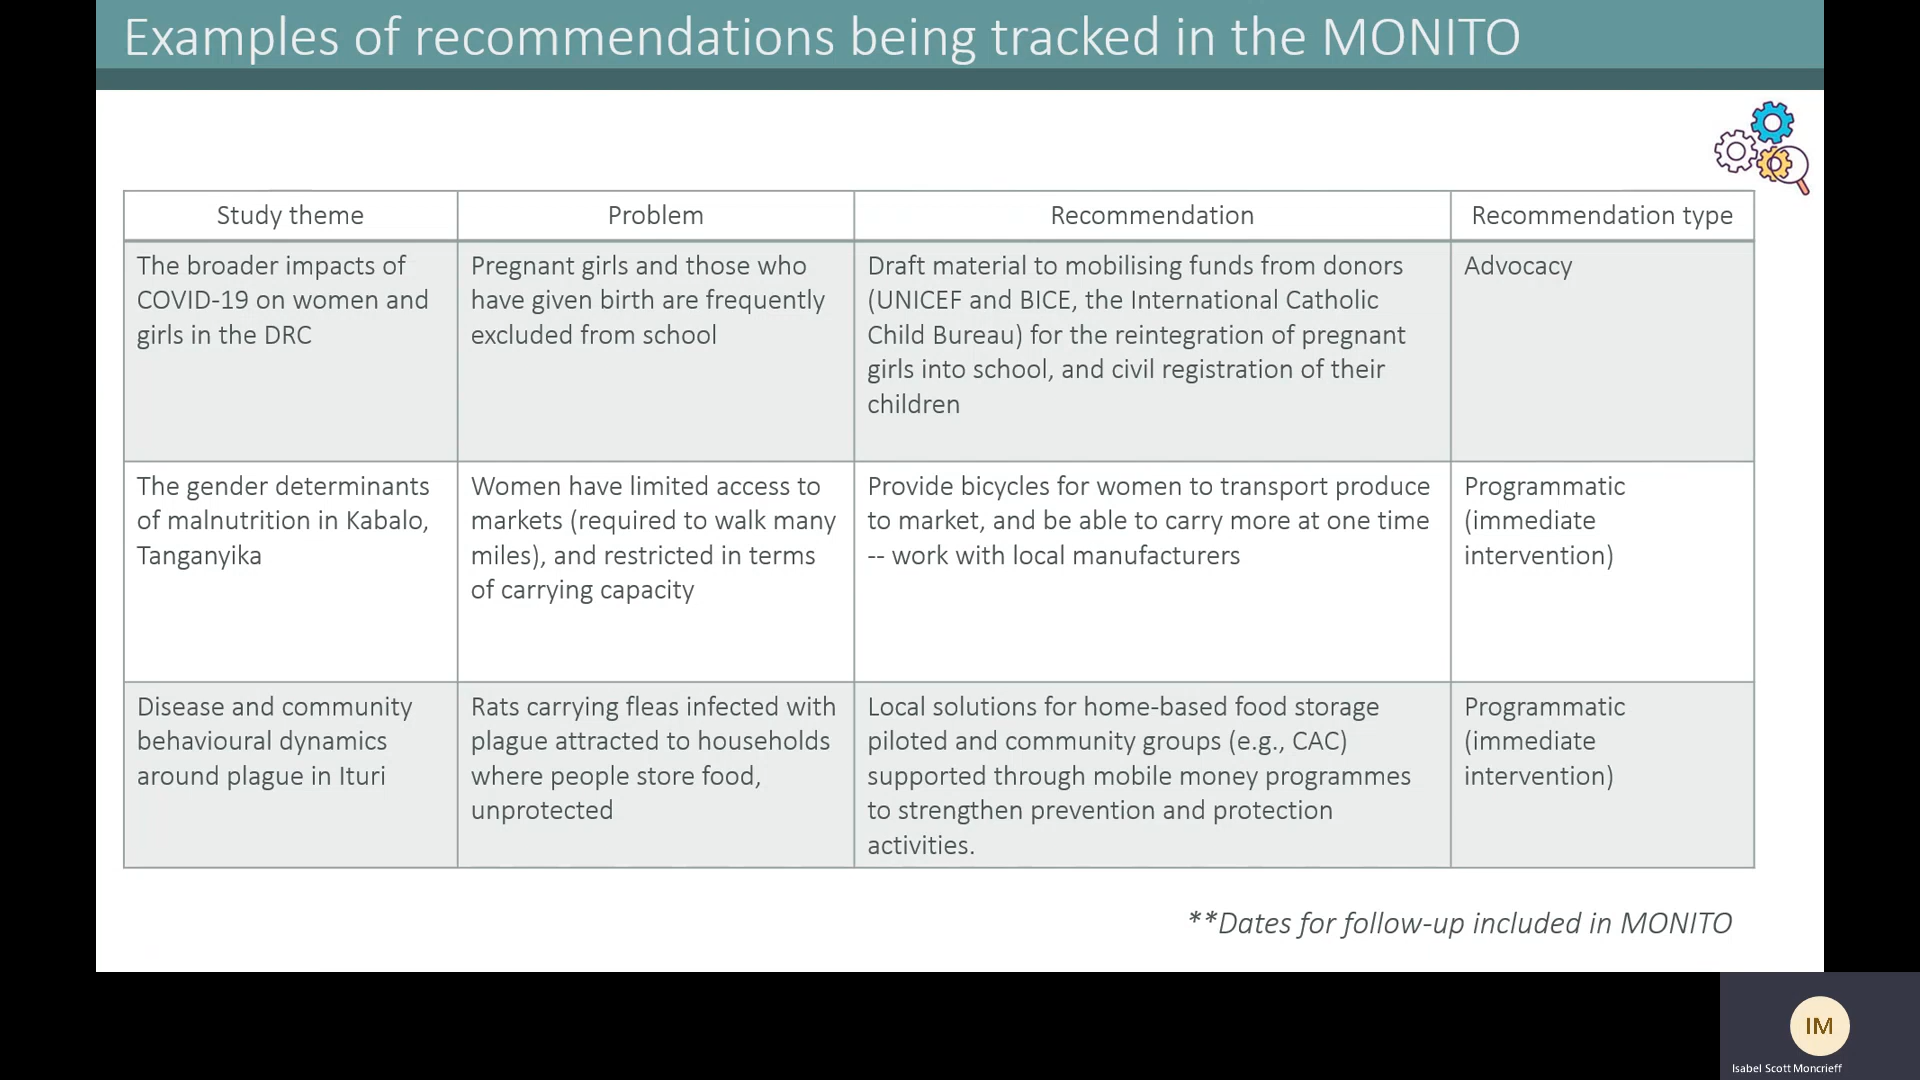 Examples of recommendations being tracked in the MONITO
Study theme
Problem
Recommendation
Recommendation type
The broader impacts of
COVID-19 on women and
girls in the DRC
Pregnant girls and those who
have given birth are frequently
excluded from school
Draft material to mobilising funds from donors
(UNICEF and BICE, the International Catholic
Child Bureau) for the reintegration of pregnant
girls into school, and civil registration of their
children
Advocacy
The gender determinants
of malnutrition in Kabalo,
Tanganyika
Women have limited access to
markets (required to walk many
miles), and restricted in terms
of carrying capacity
Provide bicycles for women to transport produce
to market, and be able to carry more at one time
-- work with local manufacturers
Programmatic
(immediate
intervention)
Disease and community
behavioural dynamics
around plague in Ituri
Rats carrying fleas infected with
plague attracted to households
where people store food,
unprotected
Local solutions for home-based food storage
piloted and community groups (e.g., CAC)
supported through mobile money programmes
to strengthen prevention and protection
activities.
Programmatic
(immediate
intervention)
**Dates for follow-up included in MONITO
IM
Isabel Scott Moncrieff